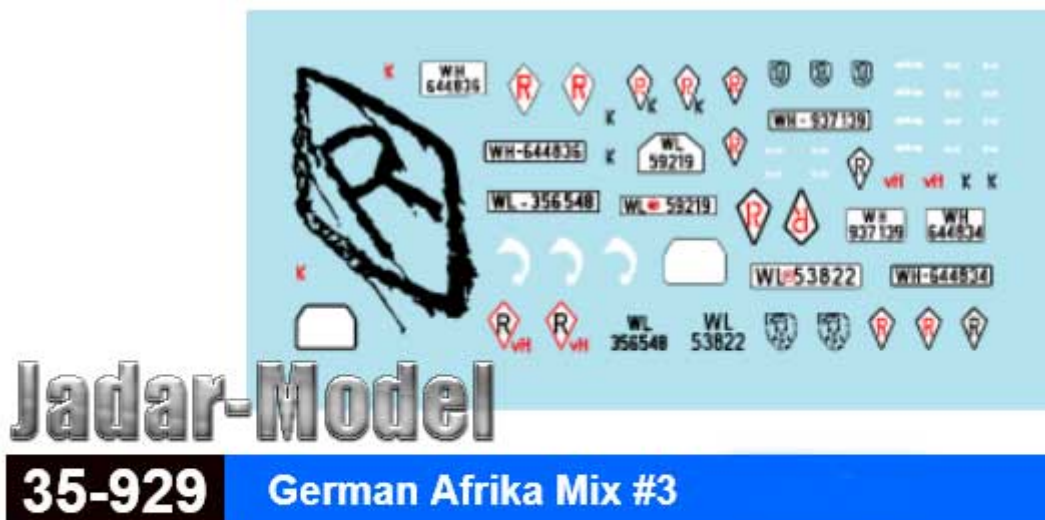 K
WH
644836
R
R
R
K
R
K
R
K
WH - 937139
WH-644836
K
WL
59219
R
R
vH
vH
K
K
WL - 356548
WL 59219
R
R
WH
937139
WH
644834
K
WL 53822
WH-644834
R
vH
R
vH
WL
356548
WL
53822
R
R
R
R
Jadar-Model
35-929
German Afrika Mix #3